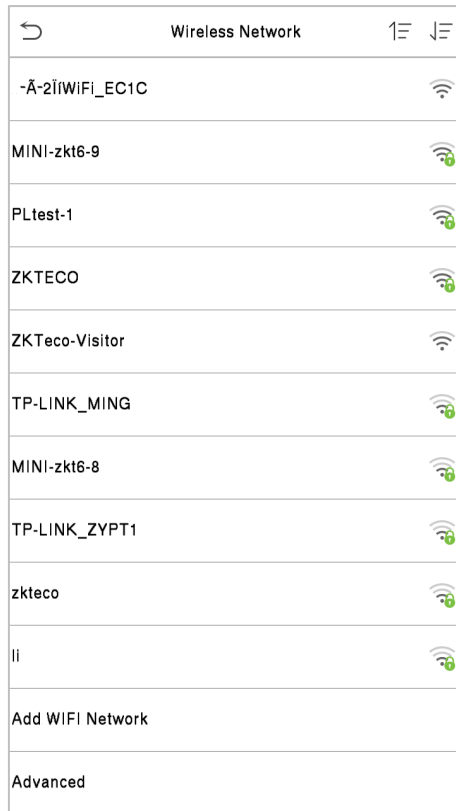 Wireless Network
-Ã-2ÏíWiFi_EC1C
MINI-zkt6-9
PLtest-1
ZKTECO
ZKTeco-Visitor
TP-LINK_MING
MINI-zkt6-8
TP-LINK_ZYPT1
zkteco
li
Add WIFI Network
Advanced